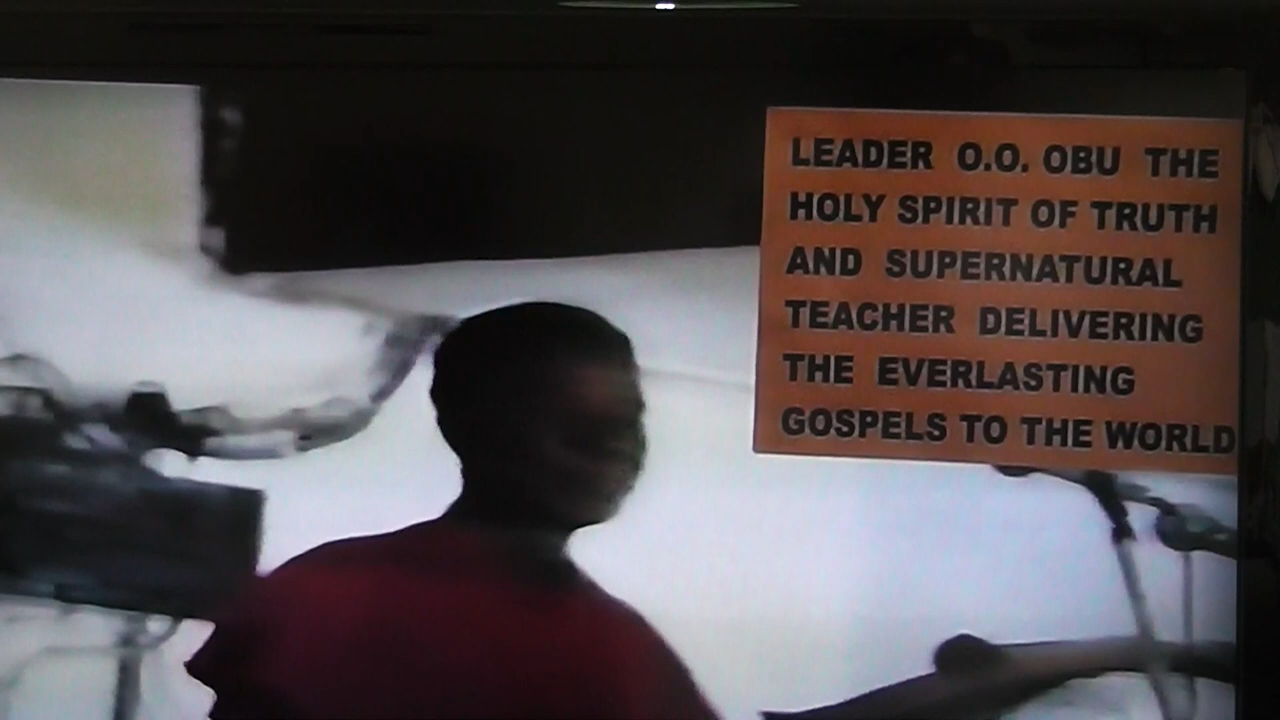 LEADER O.O. OBU THE
HOLY SPIRIT OF TRUTH
AND SUPERNATURAL
TEACHER DELIVERING
THE EVERLASTING
GOSPELS TO THE WORLD